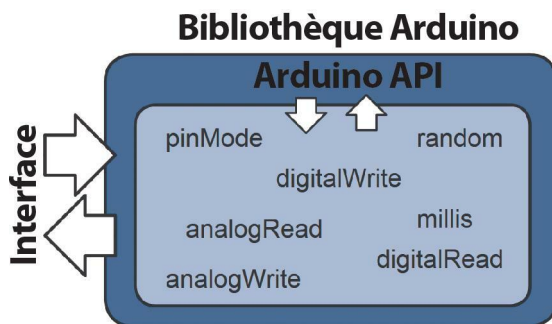 Bibliothèque Arduino
Arduino API
Interface
pinMode
random
digitalWrite
analogRead
millis
digitalRead
analogWrite